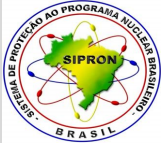 SISTEMA DE PROTEÇÃO AO PROGRAMA NUCLEAR BRASILEIRO
SIPRON
BRASIL